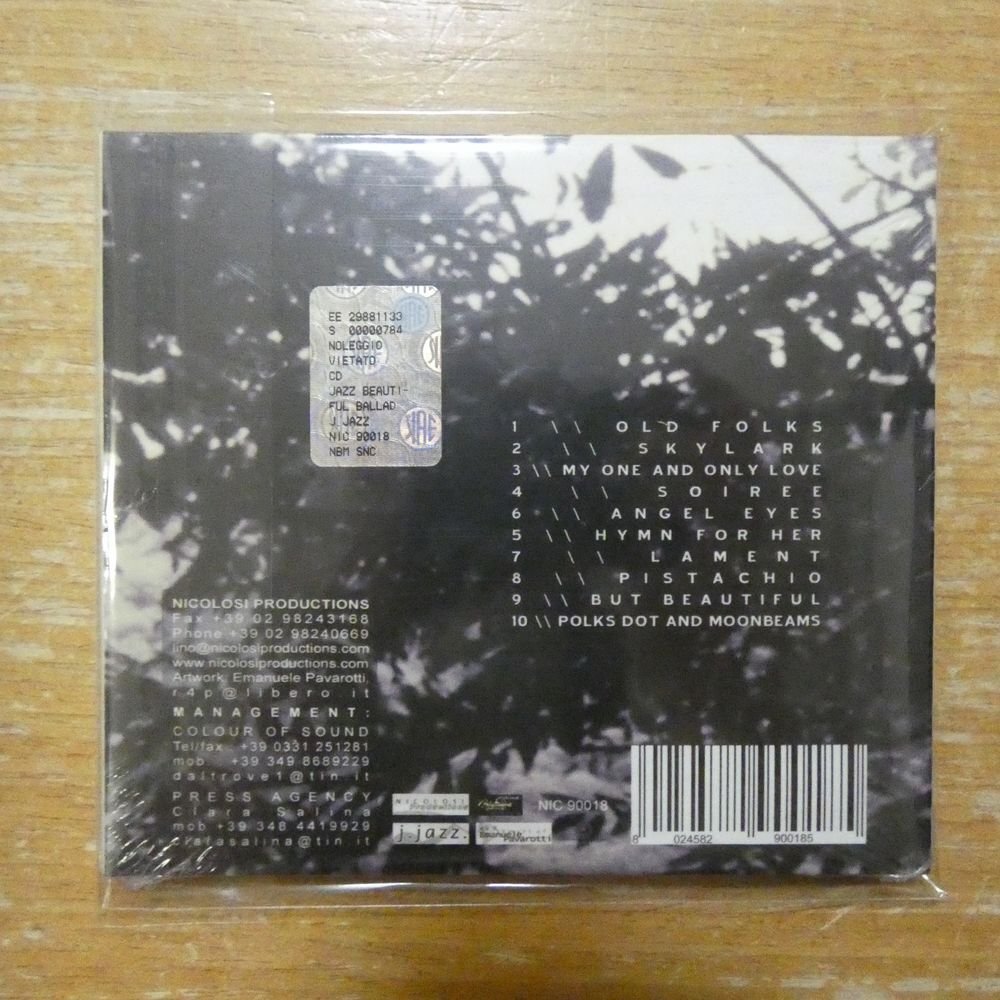 EE 29881133
S 00000784
NOLEGGIO
VIETATO
CD
JAZZ BEAUTI-
FUL BALLAD
J.JAZZ
NIC 90018
NBM SNC
1 \\ OLD FOLKS
2 \\ SKYLARK
3 \\ MY ONE AND ONLY LOVE
4 \\ SOIREE
6 \\ ANGEL EYES
5 \\ HYMN FOR HER
7 \\ LAMENT
8 \\ PISTACHIO
9 \\ BUT BEAUTIFUL
10 \\ POLKS DOT AND MOONBEAMS
NICOLOSI PRODUCTIONS
Fax +39 02 98243168
Phone +39 02 98240669
lino@nicolosiproductions.com
www.nicolosiproductions.com
Artwork: Emanuele Pavarotti,
r4p@libero.it
MANAGEMENT:
COLOUR OF SOUND
Tel/fax : +39 0331 251281
mob. +39 349 8689229
daltrove1@tin.it
PRESS AGENCY
Clara Salina
mob +39 348 4419929
NICOLOSI
Productions
j.jazz.
Emanuele
Pavarotti
NIC 90018
8 024582 900185